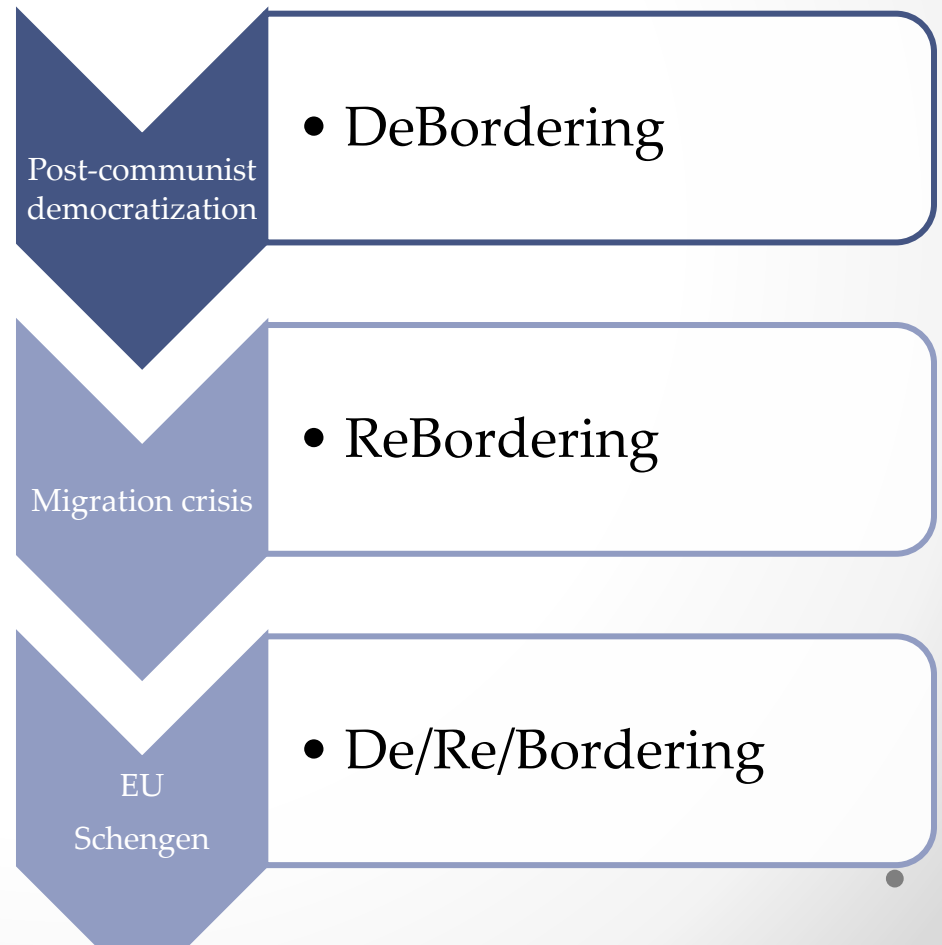 Post-communist
democratization
• DeBordering
Migration crisis
• ReBordering
EU
Schengen
• De/Re/Bordering